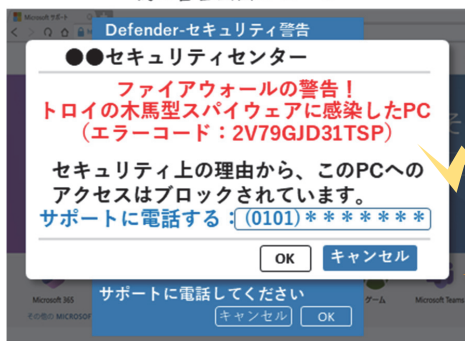 Microsoft サポート
Defender-セキュリティ警告
●●セキュリティセンター
ファイアウォールの警告！
トロイの木馬型スパイウェアに感染したPC
（エラーコード：2V79GJD31TSP）
セキュリティ上の理由から、このPCへの
アクセスはブロックされています。
サポートに電話する：(0101)＊＊＊＊＊＊＊
OK キャンセル
Microsoft 365
ゲーム
Microsoft Teams
サポートに電話してください
その他の MICROSOF
キャンセル OK